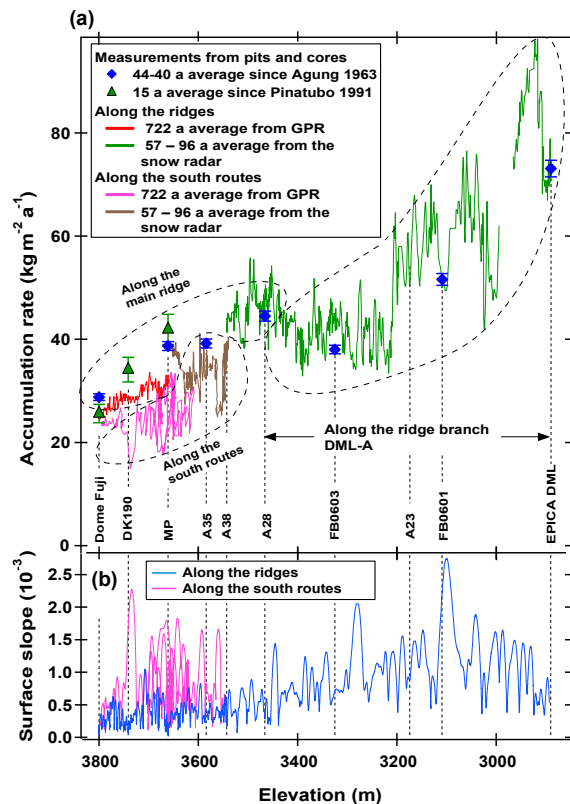 (a)
Measurements from pits and cores
44-40 a average since Agung 1963
15 a average since Pinatubo 1991
Along the ridges
722 a average from GPR
57 – 96 a average from the
snow radar
Along the south routes
722 a average from GPR
57 – 96 a average from the
snow radar
Accumulation rate (kg m⁻² a⁻¹)
80
60
40
20
0
Along the
main ridge
Along the
south routes
Along the ridge branch
DML-A
Dome Fuji
DK190
MP
A35
A38
A28
FB0603
A23
FB0601
EPICA DML
(b)
Along the ridges
Along the south routes
Surface slope (10⁻³)
2.5
2.0
1.5
1.0
0.5
0.0
3800
3600
3400
3200
3000
Elevation (m)